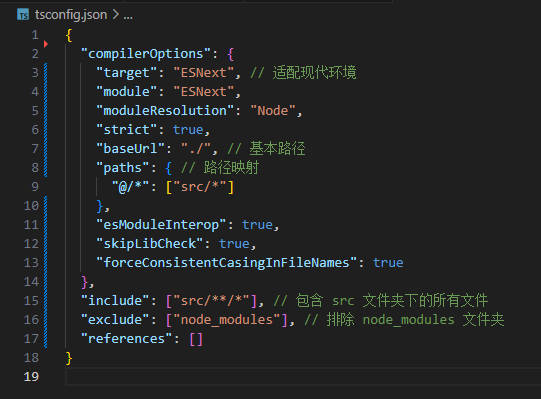 TS tsconfig.json > ...
1 {
2 "compilerOptions": {
3 "target": "ESNext", // 适配现代环境
4 "module": "ESNext",
5 "moduleResolution": "Node",
6 "strict": true,
7 "baseUrl": "./", // 基本路径
8 "paths": { // 路径映射
9 "@/*": ["src/*"]
10 },
11 "esModuleInterop": true,
12 "skipLibCheck": true,
13 "forceConsistentCasingInFileNames": true
14 },
15 "include": ["src/**/*"], // 包含 src 文件夹下的所有文件
16 "exclude": ["node_modules"], // 排除 node_modules 文件夹
17 "references": []
18 }
19